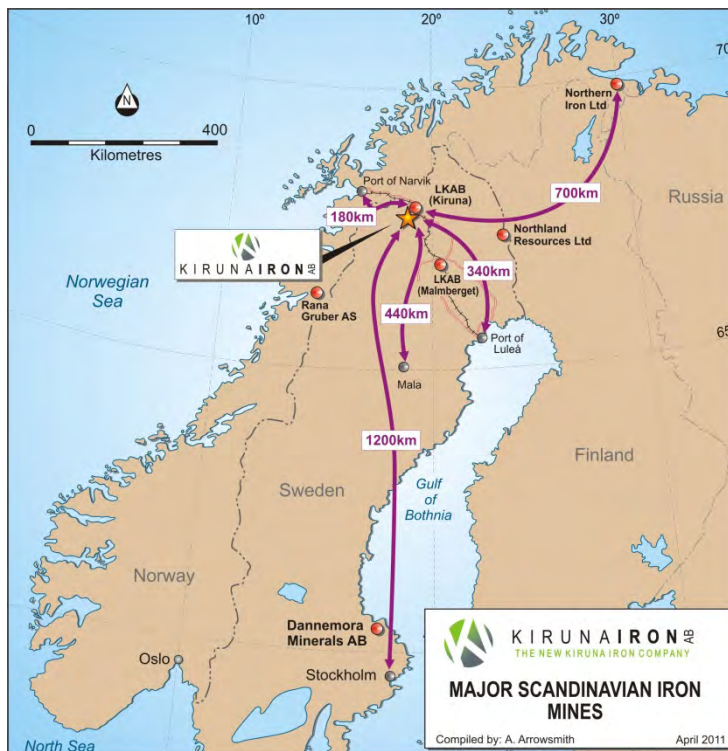 10º
20º
30º
70
N
0
400
Kilometres
Northern
Iron Ltd
Port of Narvik
LKAB
(Kiruna)
700km
Russia
180km
KIRUNAIRON AB
Northland
Resources Ltd
Norwegian
Sea
340km
LKAB
(Malmberget)
Rana
Gruber AS
440km
65
Port of
Luleå
Mala
1200km
Finland
Gulf
of
Bothnia
Sweden
Norway
Dannemora
Minerals AB
Oslo
Stockholm
North Sea
KIRUNAIRON AB
THE NEW KIRUNA IRON COMPANY
MAJOR SCANDINAVIAN IRON
MINES
Compiled by: A. Arrowsmith
April 2011